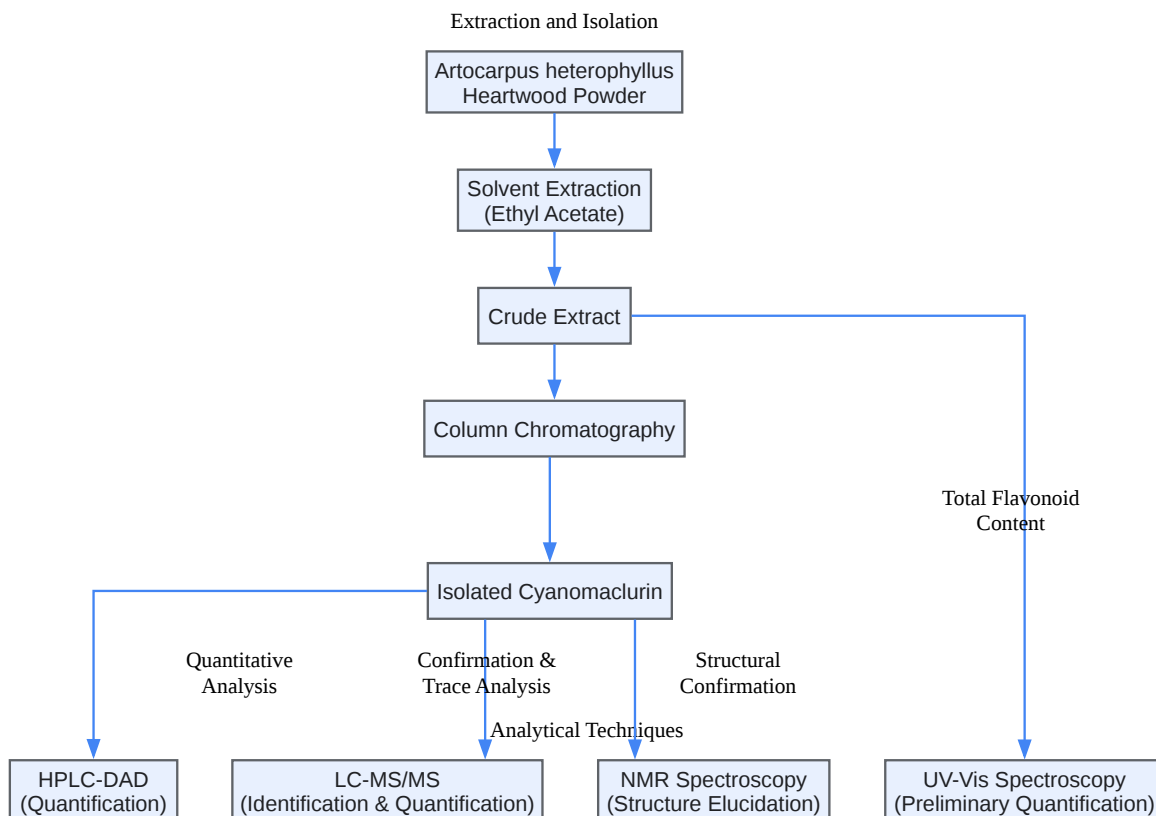 Extraction and Isolation
Artocarpus heterophyllus
Heartwood Powder
Solvent Extraction
(Ethyl Acetate)
Crude Extract
Column Chromatography
Total Flavonoid
Content
Isolated Cyanomaclurin
Quantitative
Analysis
Confirmation &
Trace Analysis
Structural
Confirmation
Analytical Techniques
HPLC-DAD
(Quantification)
LC-MS/MS
(Identification & Quantification)
NMR Spectroscopy
(Structure Elucidation)
UV-Vis Spectroscopy
(Preliminary Quantification)